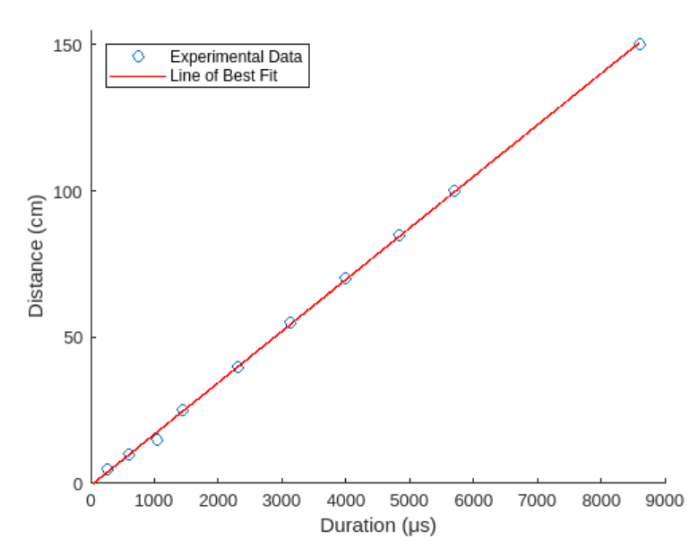 150
Experimental Data
Line of Best Fit
100
Distance (cm)
50
0
0 1000 2000 3000 4000 5000 6000 7000 8000 9000
Duration (µs)